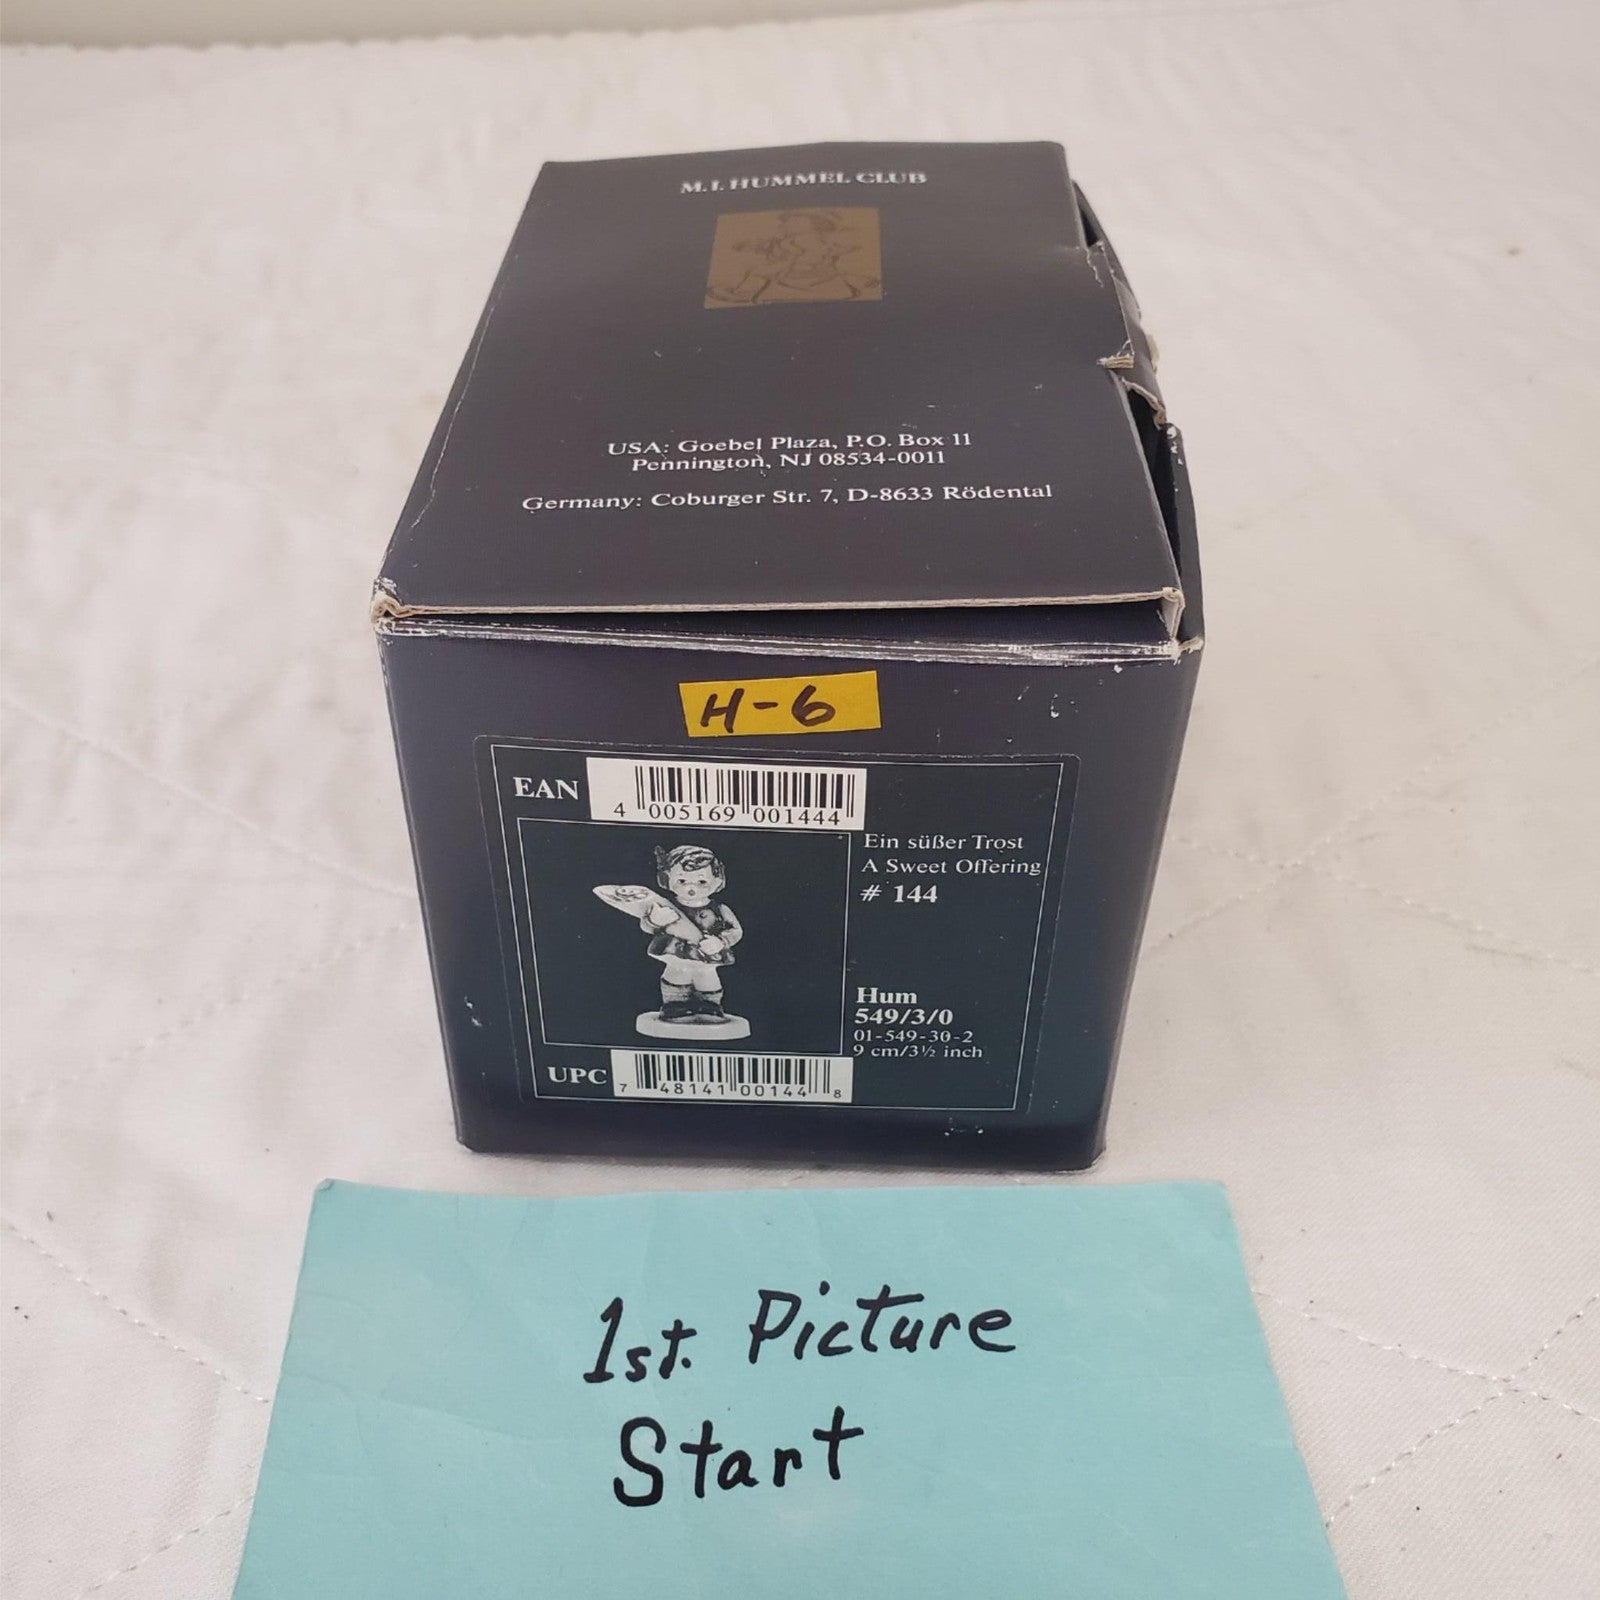 M.I. HUMMEL CLUB
USA: Goebel Plaza, P.O. Box 11
Pennington, NJ 08534-0011
Germany: Coburger Str. 7, D-8633 Rödental
H-6
EAN
4 005169 001444
Ein süßer Trost
A Sweet Offering
# 144
Hum
549/3/0
01-549-30-2
9 cm/3½ inch
UPC
7 48141 00144 8
1st. Picture
Start